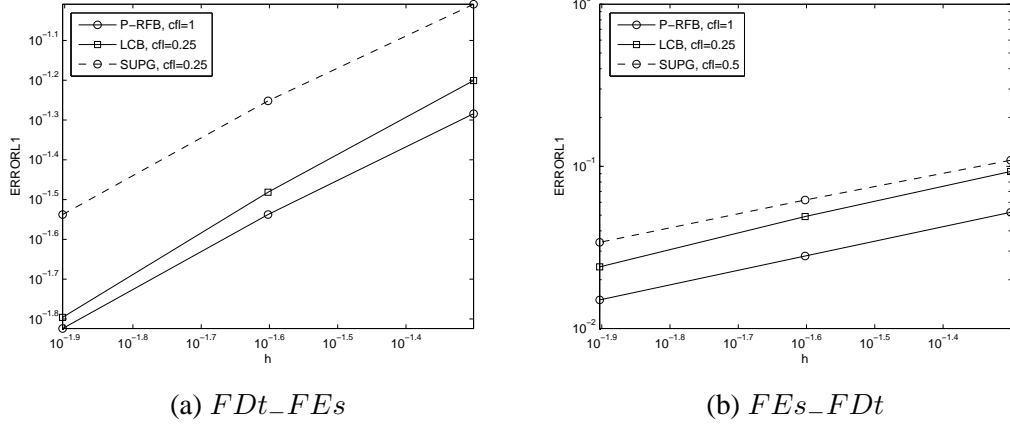 10^-1.1
10^-1.2
10^-1.3
10^-1.4
10^-1.5
10^-1.6
10^-1.7
10^-1.8
ERRORL1
P−RFB, cfl=1
LCB, cfl=0.25
SUPG, cfl=0.25
10^-1.9
10^-1.8
10^-1.7
10^-1.6
10^-1.5
10^-1.4
h
(a) FDt_FEs
10^-1
10^-2
ERRORL1
P−RFB, cfl=1
LCB, cfl=0.25
SUPG, cfl=0.5
10^-1.9
10^-1.8
10^-1.7
10^-1.6
10^-1.5
10^-1.4
h
(b) FEs_FDt